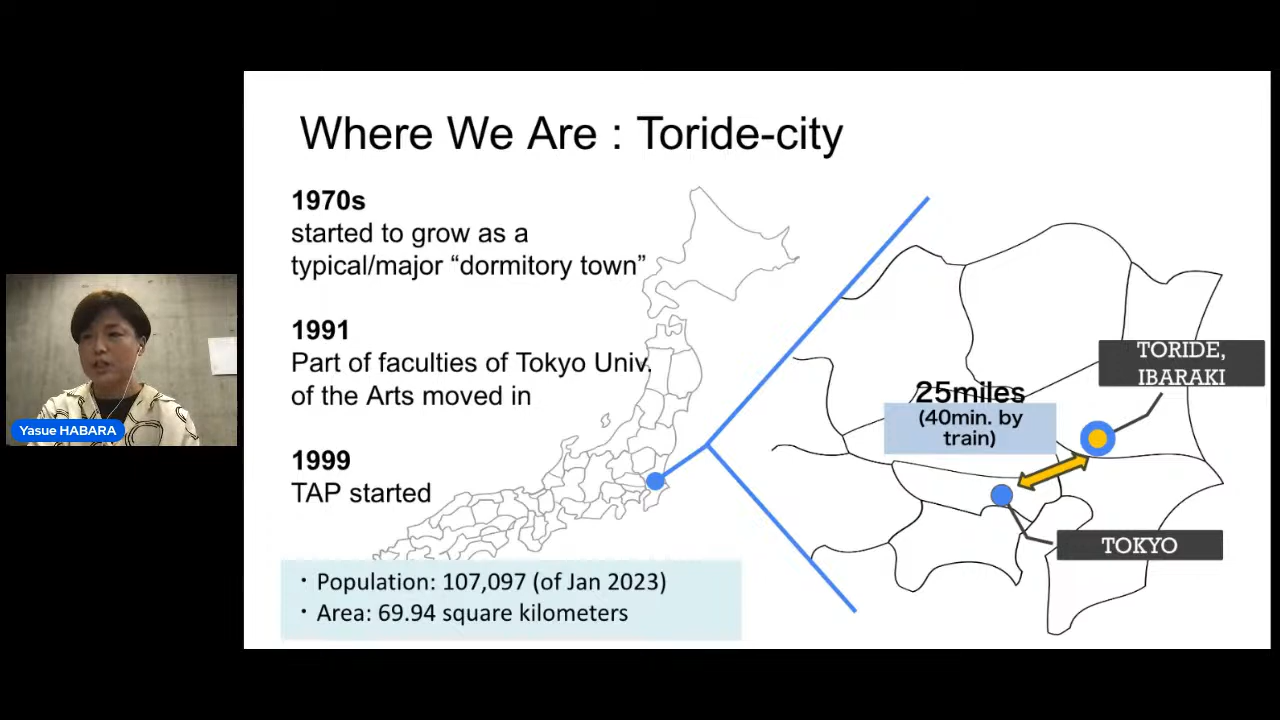 Where We Are : Toride-city
1970s
started to grow as a
typical/major “dormitory town”
1991
Part of faculties of Tokyo Univ.
of the Arts moved in
1999
TAP started
・Population: 107,097 (of Jan 2023)
・Area: 69.94 square kilometers
TORIDE,
IBARAKI
25miles
(40min. by
train)
TOKYO
Yasue HABARA